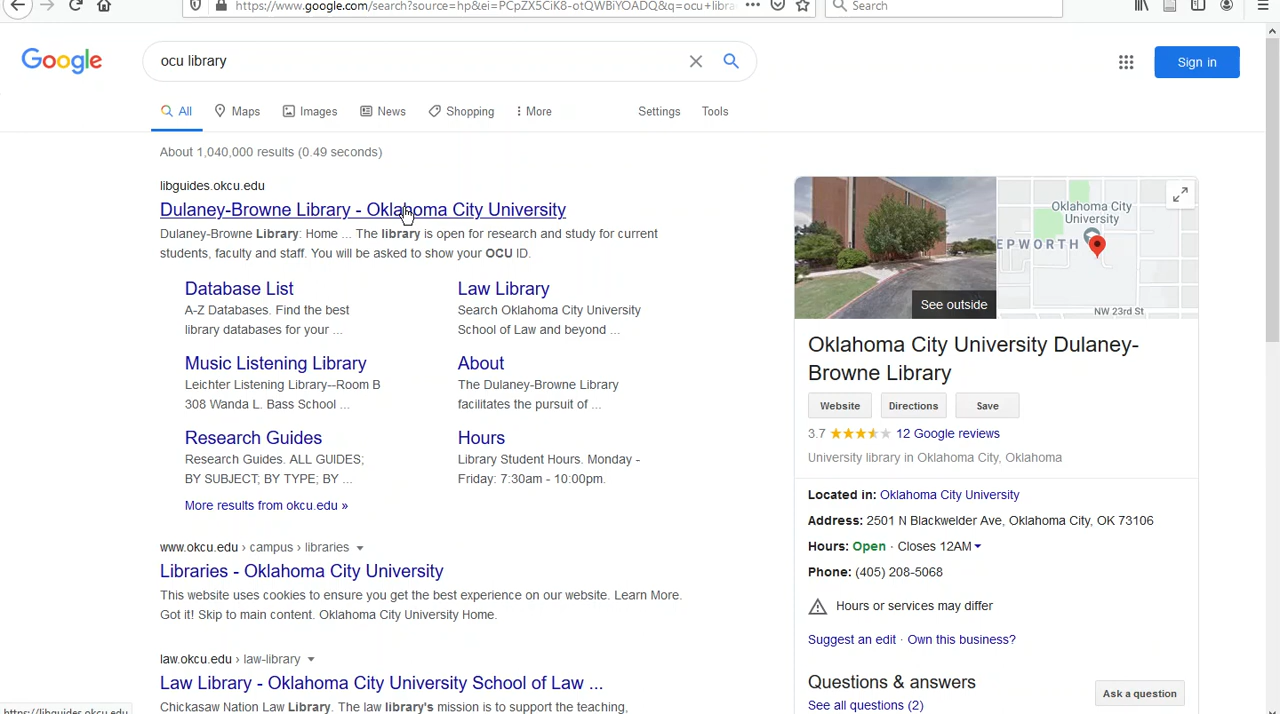 https://www.google.com/search?source=hp&ei=PCpZX5CiK8-otQWBiYOADQ&q=ocu+libra
Search
Google
ocu library
Sign in
All
Maps
Images
News
Shopping
More
Settings
Tools
About 1,040,000 results (0.49 seconds)
libguides.okcu.edu
Dulaney-Browne Library - Oklahoma City University
Dulaney-Browne Library: Home ... The library is open for research and study for current
students, faculty and staff. You will be asked to show your OCU ID.
Database List
A-Z Databases. Find the best
library databases for your ...
Law Library
Search Oklahoma City University
School of Law and beyond ...
Music Listening Library
Leichter Listening Library--Room B
308 Wanda L. Bass School ...
About
The Dulaney-Browne Library
facilitates the pursuit of ...
Research Guides
Research Guides. ALL GUIDES;
BY SUBJECT; BY TYPE; BY ...
Hours
Library Student Hours. Monday -
Friday: 7:30am - 10:00pm.
More results from okcu.edu »
www.okcu.edu › campus › libraries
Libraries - Oklahoma City University
This website uses cookies to ensure you get the best experience on our website. Learn More.
Got it! Skip to main content. Oklahoma City University Home.
law.okcu.edu › law-library
Law Library - Oklahoma City University School of Law ...
Chickasaw Nation Law Library. The law library's mission is to support the teaching,
https://libguides.okcu.edu
See outside
Oklahoma City
University
EPWORTH
NW 23rd St
Oklahoma City University Dulaney-
Browne Library
Website
Directions
Save
3.7
12 Google reviews
University library in Oklahoma City, Oklahoma
Located in: Oklahoma City University
Address: 2501 N Blackwelder Ave, Oklahoma City, OK 73106
Hours: Open · Closes 12AM
Phone: (405) 208-5068
Hours or services may differ
Suggest an edit · Own this business?
Questions & answers
See all questions (2)
Ask a question